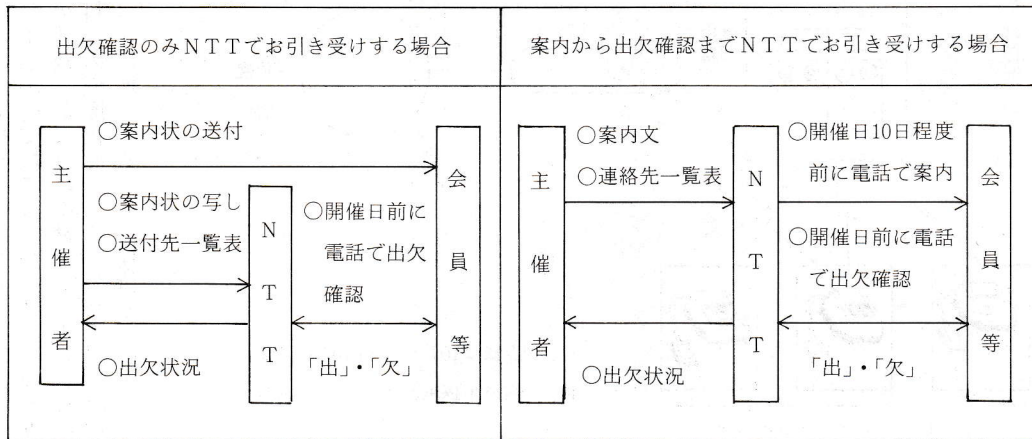 出欠確認のみNTTでお引き受けする場合
○案内状の送付
主催者
会員等
○案内状の写し
○送付先一覧表
NTT
○開催日前に
電話で出欠
確認
○出欠状況
「出」・「欠」
案内から出欠確認までNTTでお引き受けする場合
主催者
○案内文
○連絡先一覧表
NTT
○開催日10日程度
前に電話で案内
会員等
○開催日前に電話
で出欠確認
○出欠状況
「出」・「欠」